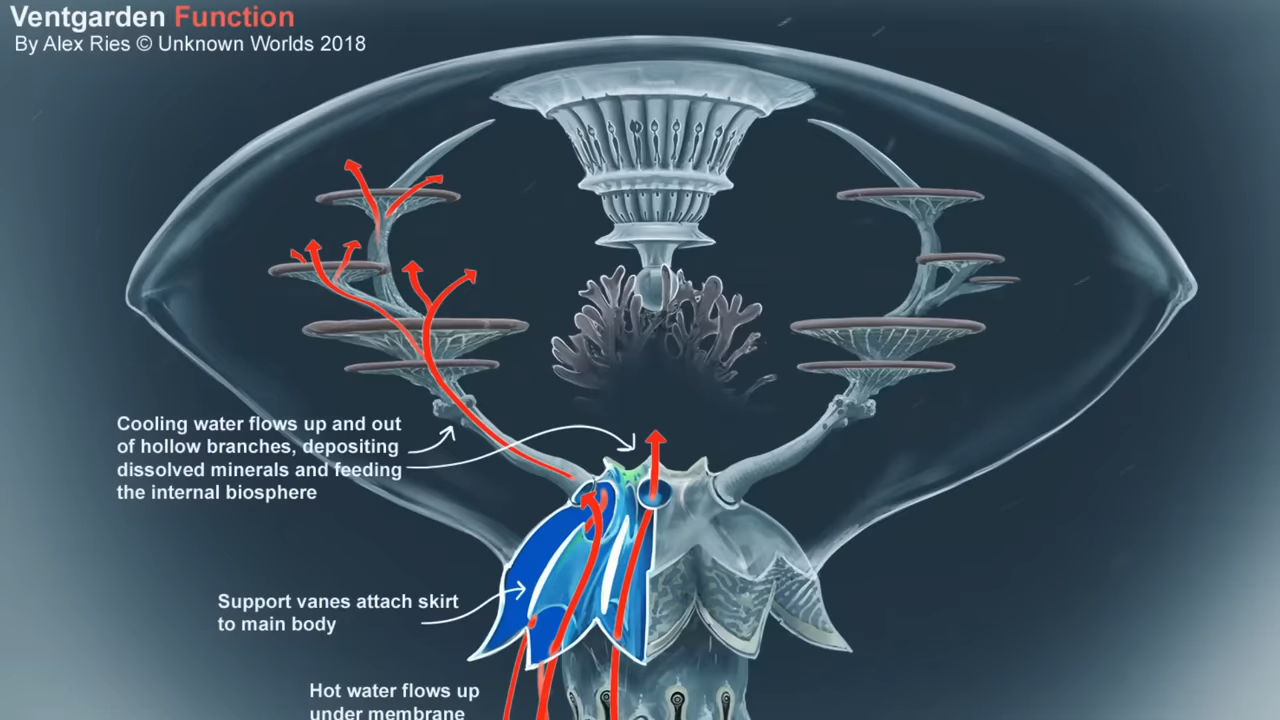 Ventgarden Function
By Alex Ries © Unknown Worlds 2018
Cooling water flows up and out
of hollow branches, depositing
dissolved minerals and feeding
the internal biosphere
Support vanes attach skirt
to main body
Hot water flows up
under membrane